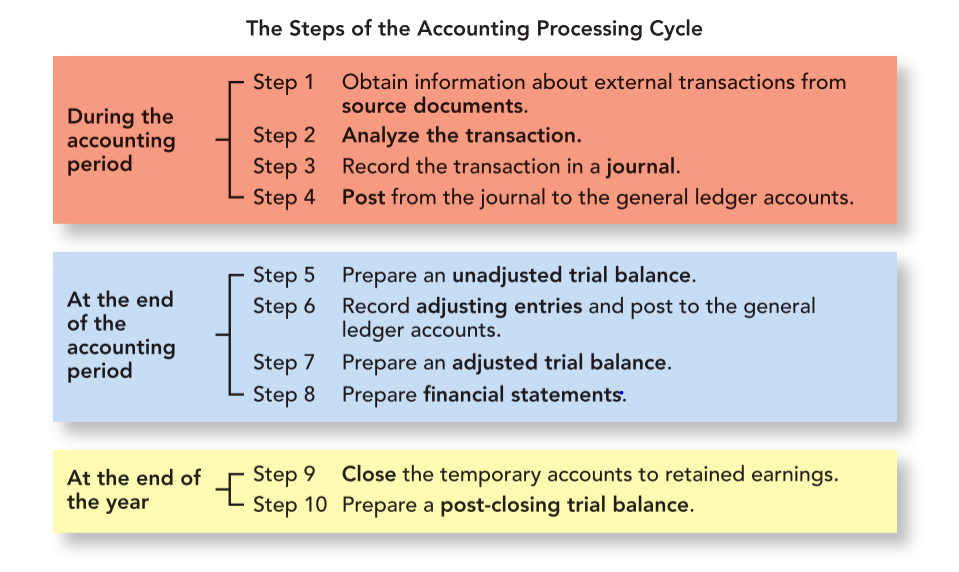 The Steps of the Accounting Processing Cycle
During the
accounting
period
Step 1 Obtain information about external transactions from
source documents.
Step 2 Analyze the transaction.
Step 3 Record the transaction in a journal.
Step 4 Post from the journal to the general ledger accounts.
At the end
of the
accounting
period
Step 5 Prepare an unadjusted trial balance.
Step 6 Record adjusting entries and post to the general
ledger accounts.
Step 7 Prepare an adjusted trial balance.
Step 8 Prepare financial statements.
At the end of
the year
Step 9 Close the temporary accounts to retained earnings.
Step 10 Prepare a post-closing trial balance.